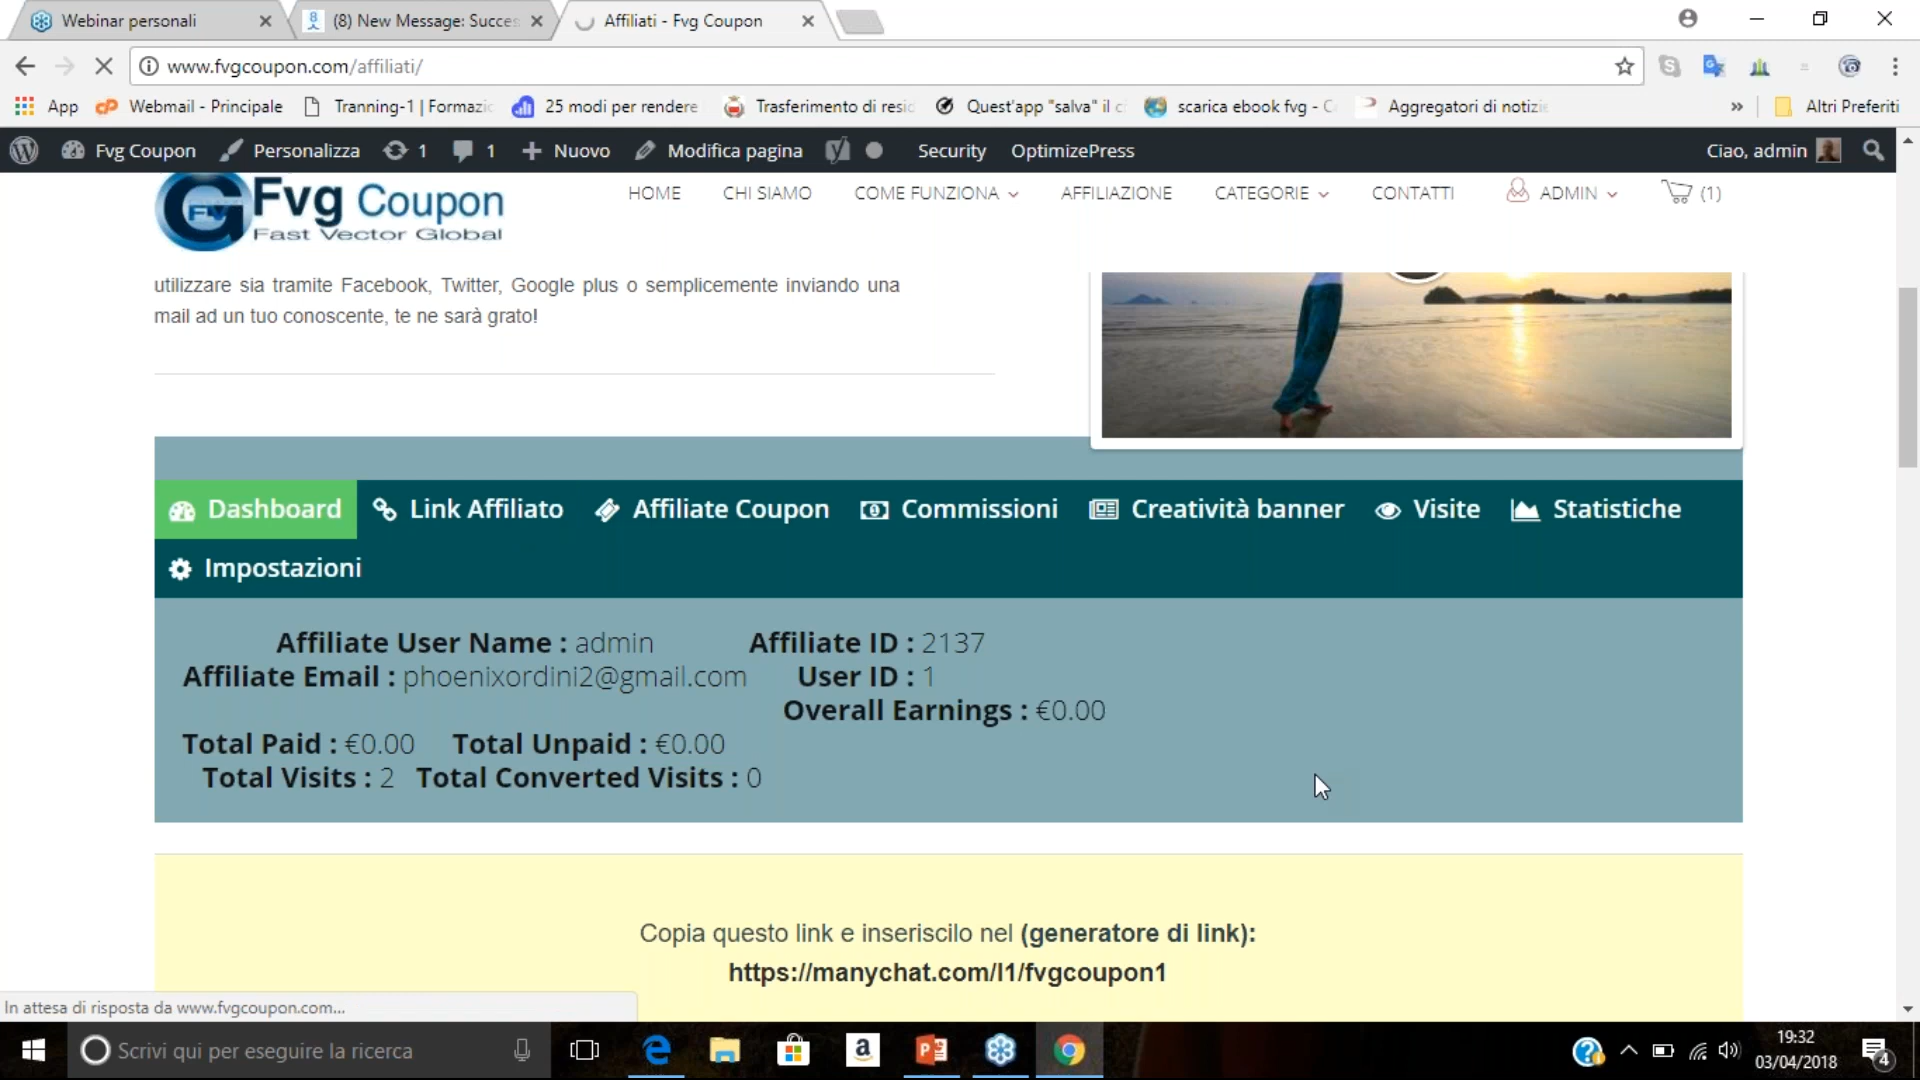 Webinar personali
(8) New Message: Succes
Affiliati - Fvg Coupon
www.fvgcoupon.com/affiliati/
App
Webmail - Principale
Tranning-1 | Formazi
25 modi per rendere
Trasferimento di resid
Quest'app "salva" il c
scarica ebook fvg - C
Aggregatori di notizi
»
Altri Preferiti
Fvg Coupon
Personalizza
1
1
Nuovo
Modifica pagina
Security
OptimizePress
Ciao, admin
FVG
Fvg Coupon
Fast Vector Global
HOME
CHI SIAMO
COME FUNZIONA
AFFILIAZIONE
CATEGORIE
CONTATTI
ADMIN
(1)
utilizzare sia tramite Facebook, Twitter, Google plus o semplicemente inviando una
mail ad un tuo conoscente, te ne sarà grato!
Dashboard
Link Affiliato
Affiliate Coupon
Commissioni
Creatività banner
Visite
Statistiche
Impostazioni
Affiliate User Name : admin
Affiliate ID : 2137
Affiliate Email : phoenixordini2@gmail.com
User ID : 1
Overall Earnings : €0.00
Total Paid : €0.00
Total Unpaid : €0.00
Total Visits : 2
Total Converted Visits : 0
Copia questo link e inseriscilo nel (generatore di link):
https://manychat.com/l1/fvgcoupon1
In attesa di risposta da www.fvgcoupon.com...
Scrivi qui per eseguire la ricerca
19:32
03/04/2018
4